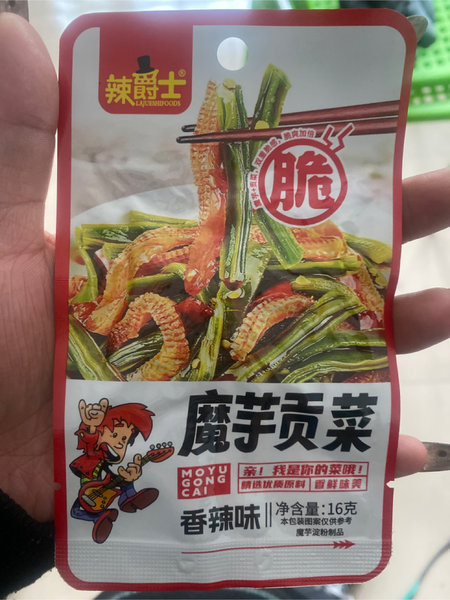 辣爵士®
LAJUESHIFOODS
脆
魔芋贡菜
MOYU
GONG
CAI
亲！我是你的菜哦！
精选优质原料 香鲜味美
香辣味
净含量:16克
本包装图案仅供参考
魔芋淀粉制品